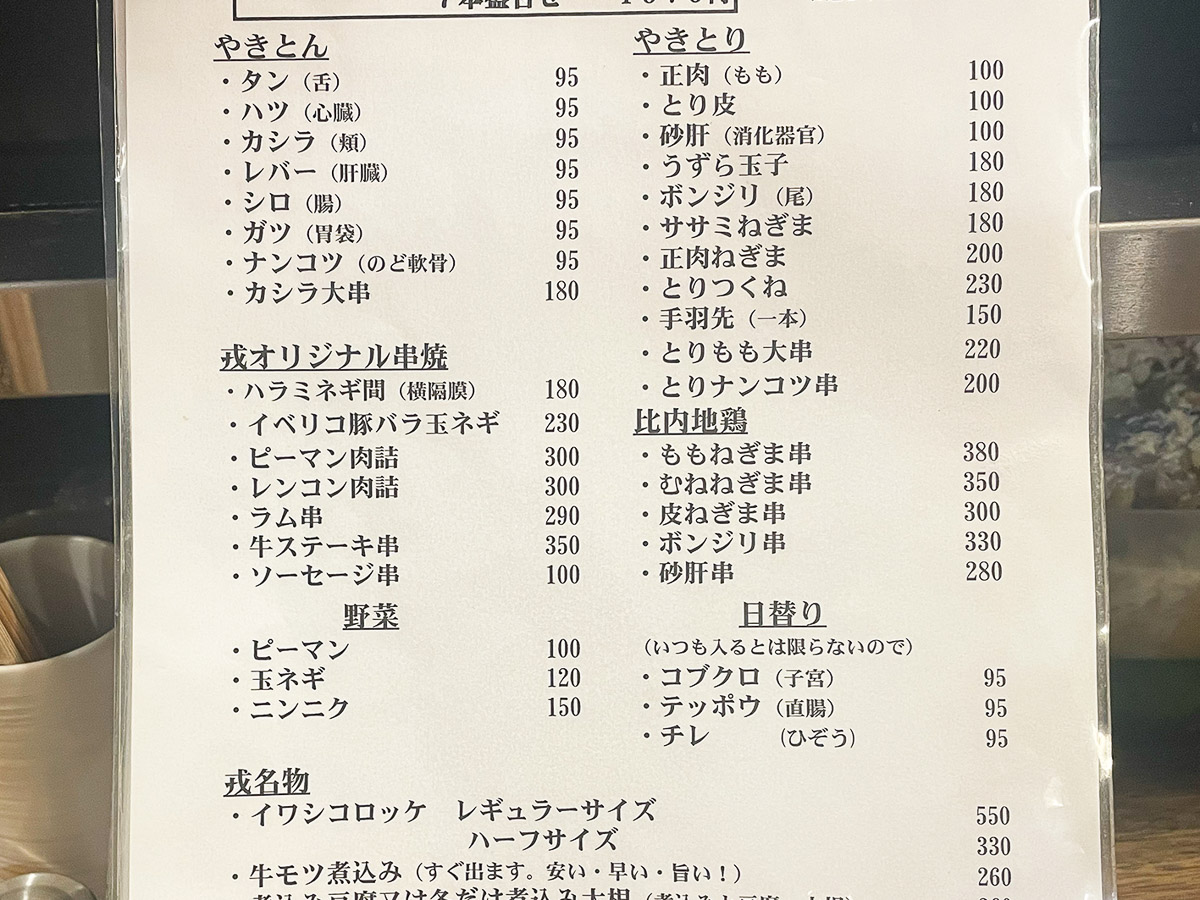 やきとん
・タン（舌） 95
・ハツ（心臓） 95
・カシラ（頬） 95
・レバー（肝臓） 95
・シロ（腸） 95
・ガツ（胃袋） 95
・ナンコツ（のど軟骨） 95
・カシラ大串 180
戎オリジナル串焼
・ハラミネギ間（横隔膜） 180
・イベリコ豚バラ玉ネギ 230
・ピーマン肉詰 300
・レンコン肉詰 300
・ラム串 290
・牛ステーキ串 350
・ソーセージ串 100
野菜
・ピーマン 100
・玉ネギ 120
・ニンニク 150
やきとり
・正肉（もも） 100
・とり皮 100
・砂肝（消化器官） 100
・うずら玉子 180
・ボンジリ（尾） 180
・ササミねぎま 180
・正肉ねぎま 200
・とりつくね 230
・手羽先（一本） 150
・とりもも大串 220
・とりナンコツ串 200
比内地鶏
・ももねぎま串 380
・むねねぎま串 350
・皮ねぎま串 300
・ボンジリ串 330
・砂肝串 280
日替り
（いつも入るとは限らないので）
・コブクロ（子宮） 95
・テッポウ（直腸） 95
・チレ （ひぞう） 95
戎名物
・イワシコロッケ レギュラーサイズ 550
ハーフサイズ 330
・牛モツ煮込み（すぐ出ます。安い・早い・旨い！） 260